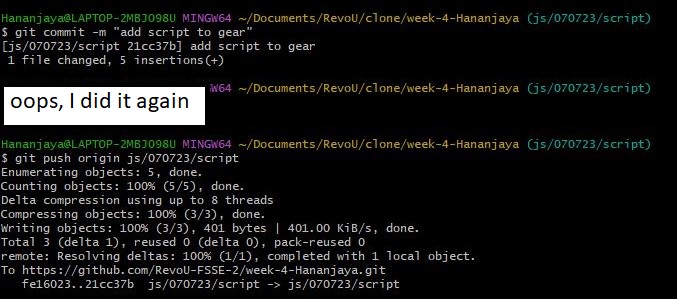 Hananjaya@LAPTOP-2MBJO98U MINGW64 ~/Documents/RevoU/clone/week-4-Hananjaya (js/070723/script)
$ git commit -m "add script to gear"
[js/070723/script 21cc37b] add script to gear
 1 file changed, 5 insertions(+)
W64 ~/Documents/RevoU/clone/week-4-Hananjaya (js/070723/script)
oops, I did it again
Hananjaya@LAPTOP-2MBJO98U MINGW64 ~/Documents/RevoU/clone/week-4-Hananjaya (js/070723/script)
$ git push origin js/070723/script
Enumerating objects: 5, done.
Counting objects: 100% (5/5), done.
Delta compression using up to 8 threads
Compressing objects: 100% (3/3), done.
Writing objects: 100% (3/3), 401 bytes | 401.00 KiB/s, done.
Total 3 (delta 1), reused 0 (delta 0), pack-reused 0
remote: Resolving deltas: 100% (1/1), completed with 1 local object.
To https://github.com/RevoU-FSSE-2/week-4-Hananjaya.git
   fe16023..21cc37b  js/070723/script -> js/070723/script